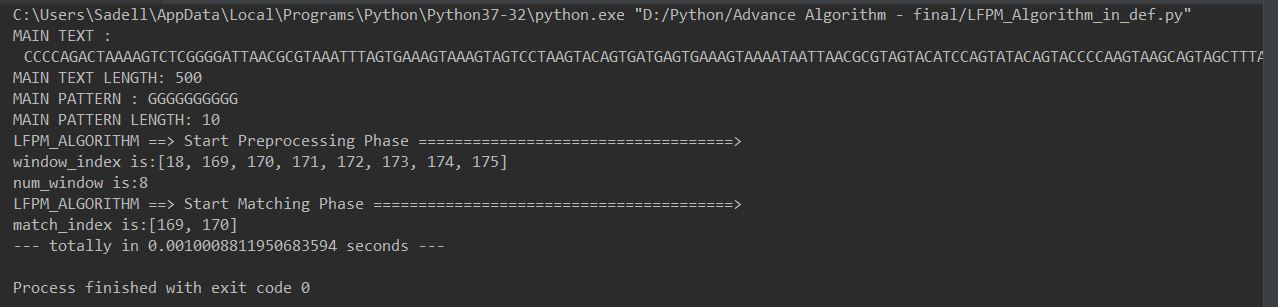 C:\Users\Sadell\AppData\Local\Programs\Python\Python37-32\python.exe "D:/Python/Advance Algorithm - final/LFPM_Algorithm_in_def.py"
MAIN TEXT :
CCCCAGACTAAAAGTCTCGGGGATTAACGCGTAAATTTAGTGAAAGTAAAGTAGTCCTAAGTACAGTGATGAGTGAAAGTAAAATAATTAACGCGTAGTACATCCAGTATACAGTACCCCAAGTAAGCAGTAGCTTTA
MAIN TEXT LENGTH: 500
MAIN PATTERN : GGGGGGGGGG
MAIN PATTERN LENGTH: 10
LFPM_ALGORITHM ==> Start Preprocessing Phase ===================================>
window_index is:[18, 169, 170, 171, 172, 173, 174, 175]
num_window is:8
LFPM_ALGORITHM ==> Start Matching Phase ========================================>
match_index is:[169, 170]
--- totally in 0.0010008811950683594 seconds ---
Process finished with exit code 0